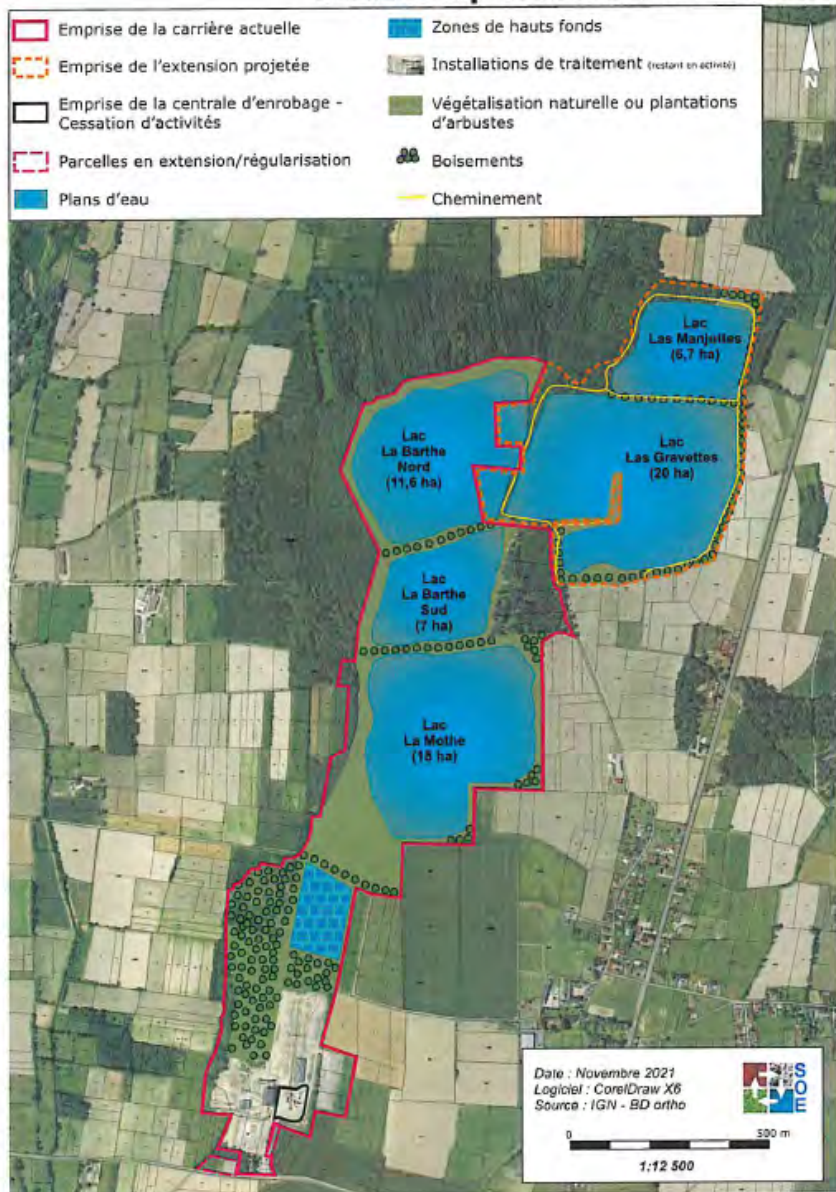 Emprise de la carrière actuelle
Emprise de l'extension projetée
Emprise de la centrale d'enrobage -
Cessation d'activités
Parcelles en extension/régularisation
Plans d'eau
Zones de hauts fonds
Installations de traitement (restant en activité)
Végétalisation naturelle ou plantations
d'arbustes
Boisements
Cheminement
N
Lac
Las Manjolles
(6,7 ha)
Lac
La Barthe
Nord
(11,6 ha)
Lac
Las Gravettes
(20 ha)
Lac
La Barthe
Sud
(7 ha)
Lac
La Mothe
(18 ha)
Date : Novembre 2021
Logiciel : CorelDraw X6
Source : IGN - BD ortho
SOE
0 500 m
1:12 500